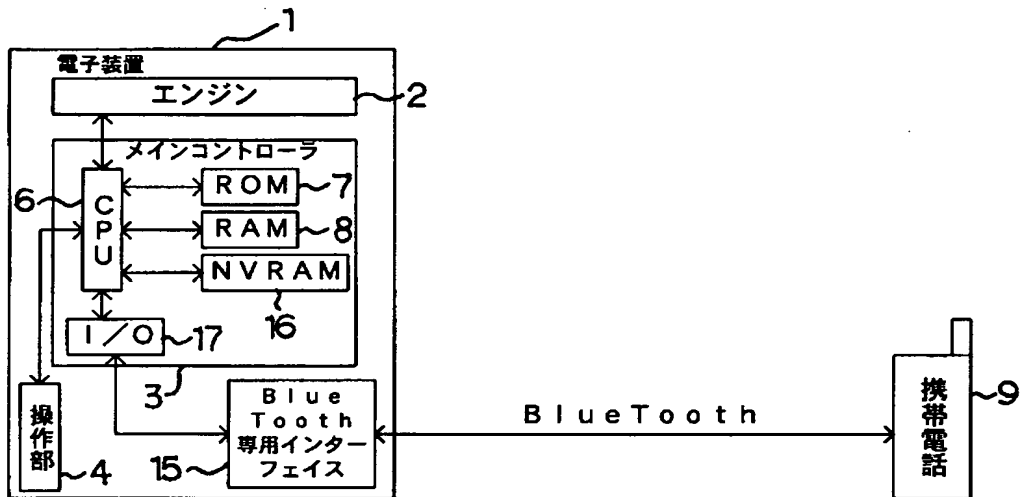 1
電子装置
エンジン
2
メインコントローラ
6
CPU
ROM
7
RAM
8
NVRAM
16
I/O
17
3
操作部
4
Blue
Tooth
専用インター
フェイス
15
BlueTooth
携帯電話
9